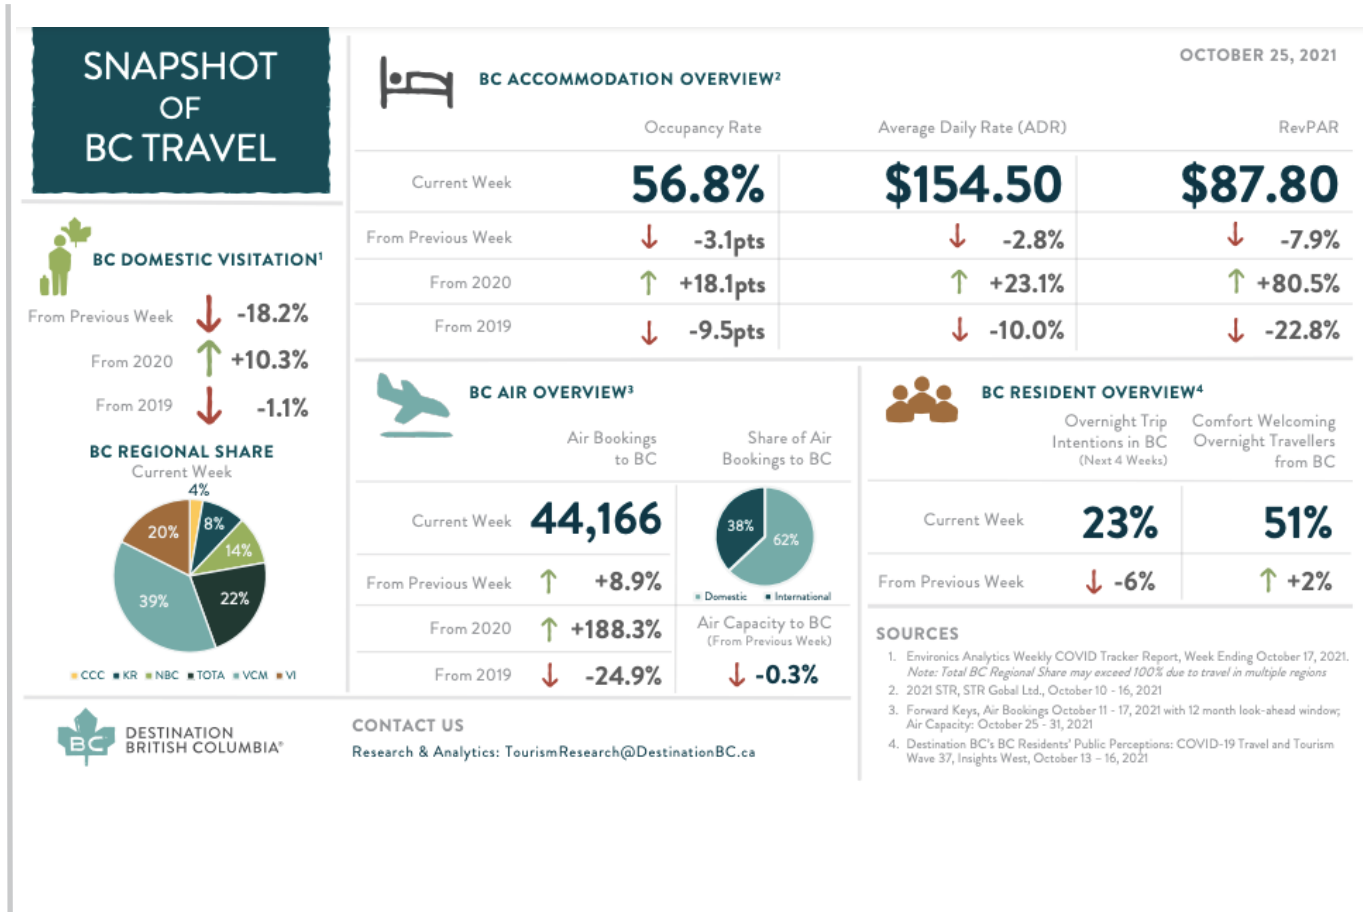 SNAPSHOT
OF
BC TRAVEL
BC DOMESTIC VISITATION¹
From Previous Week -18.2%
From 2020 +10.3%
From 2019 -1.1%
BC REGIONAL SHARE
Current Week
4%
8%
14%
22%
39%
20%
CCC KR NBC TOTA VCM VI
OCTOBER 25, 2021
BC ACCOMMODATION OVERVIEW²
Occupancy Rate Average Daily Rate (ADR) RevPAR
Current Week 56.8% $154.50 $87.80
From Previous Week -3.1pts -2.8% -7.9%
From 2020 +18.1pts +23.1% +80.5%
From 2019 -9.5pts -10.0% -22.8%
BC AIR OVERVIEW³
Air Bookings
to BC
Share of Air
Bookings to BC
Current Week 44,166
38%
62%
Domestic International
From Previous Week +8.9%
From 2020 +188.3%
From 2019 -24.9%
Air Capacity to BC
(From Previous Week)
-0.3%
BC RESIDENT OVERVIEW⁴
Overnight Trip
Intentions in BC
(Next 4 Weeks)
Comfort Welcoming
Overnight Travellers
from BC
Current Week 23% 51%
From Previous Week -6% +2%
SOURCES
1. Environics Analytics Weekly COVID Tracker Report, Week Ending October 17, 2021.
Note: Total BC Regional Share may exceed 100% due to travel in multiple regions
2. 2021 STR, STR Gobal Ltd., October 10 - 16, 2021
3. Forward Keys, Air Bookings October 11 - 17, 2021 with 12 month look-ahead window;
Air Capacity: October 25 - 31, 2021
4. Destination BC's BC Residents' Public Perceptions: COVID-19 Travel and Tourism
Wave 37, Insights West, October 13 – 16, 2021
BC
DESTINATION
BRITISH COLUMBIA®
CONTACT US
Research & Analytics: TourismResearch@DestinationBC.ca